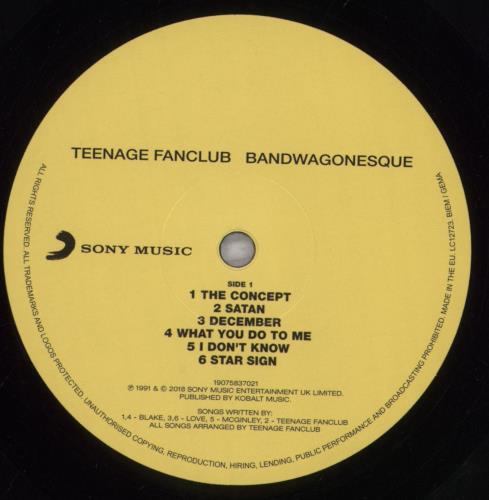 TEENAGE FANCLUB BANDWAGONESQUE
SONY MUSIC
SIDE 1
1 THE CONCEPT
2 SATAN
3 DECEMBER
4 WHAT YOU DO TO ME
5 I DON'T KNOW
6 STAR SIGN
19075837021
℗ 1991 & © 2018 SONY MUSIC ENTERTAINMENT UK LIMITED.
PUBLISHED BY KOBALT MUSIC.
SONGS WRITTEN BY:
1,4 - BLAKE, 3,6 - LOVE, 5 - MCGINLEY, 2 - TEENAGE FANCLUB
ALL SONGS ARRANGED BY TEENAGE FANCLUB
ALL RIGHTS RESERVED. ALL TRADEMARKS AND LOGOS PROTECTED. UNAUTHORISED COPYING, REPRODUCTION, HIRING, LENDING, PUBLIC PERFORMANCE AND BROADCASTING PROHIBITED. MADE IN THE EU. LC12723. BIEM / GEMA.